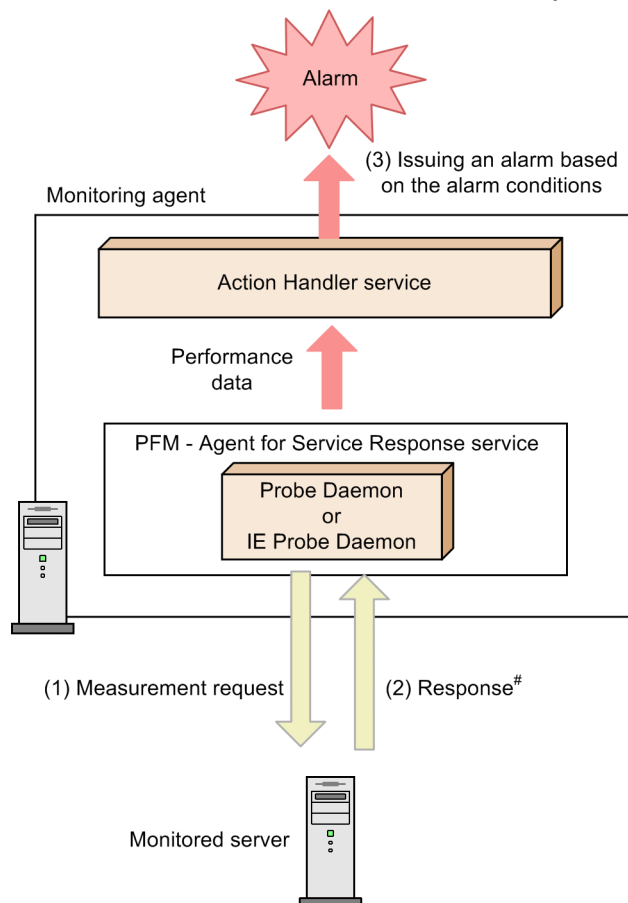 Alarm
(3) Issuing an alarm based
on the alarm conditions
Monitoring agent
Action Handler service
Performance
data
PFM - Agent for Service Response service
Probe Daemon
or
IE Probe Daemon
(1) Measurement request
(2) Response#
Monitored server